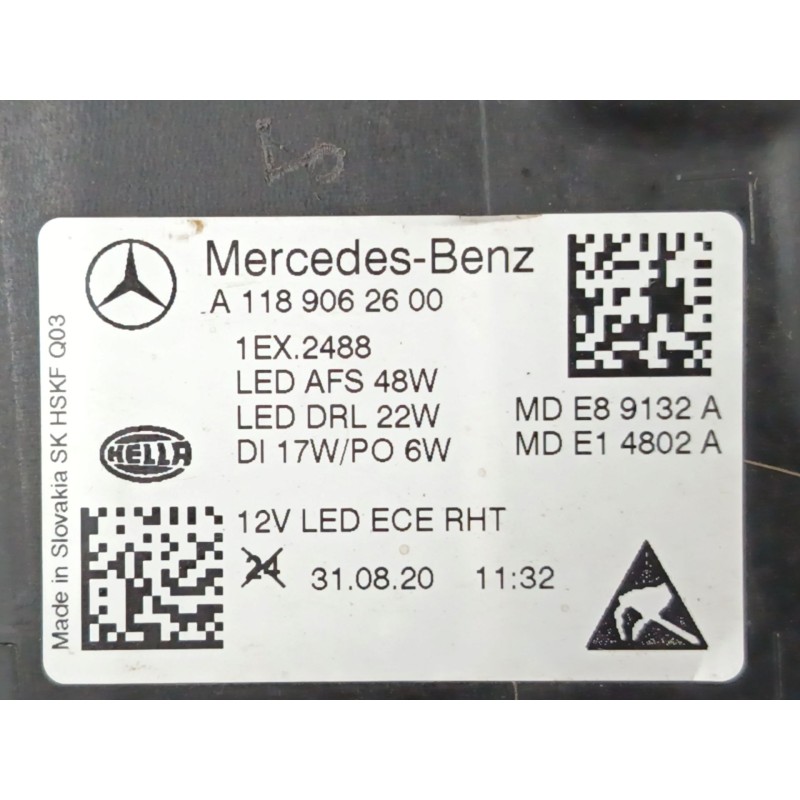 Mercedes-Benz
A 118 906 26 00
1EX.2488
LED AFS 48W
LED DRL 22W
DI 17W/PO 6W
MD E8 9132 A
MD E1 4802 A
HELLA
12V LED ECE RHT
24 31.08.20 11:32
Made in Slovakia SK HSKF Q03